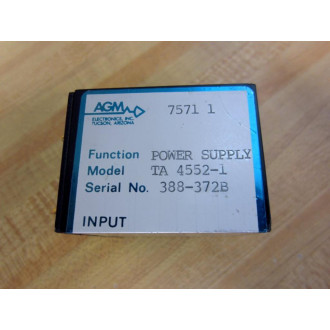 AGM
ELECTRONICS, INC.
TUCSON, ARIZONA
7571 1
Function POWER SUPPLY
Model TA 4552-1
Serial No. 388-372B
INPUT